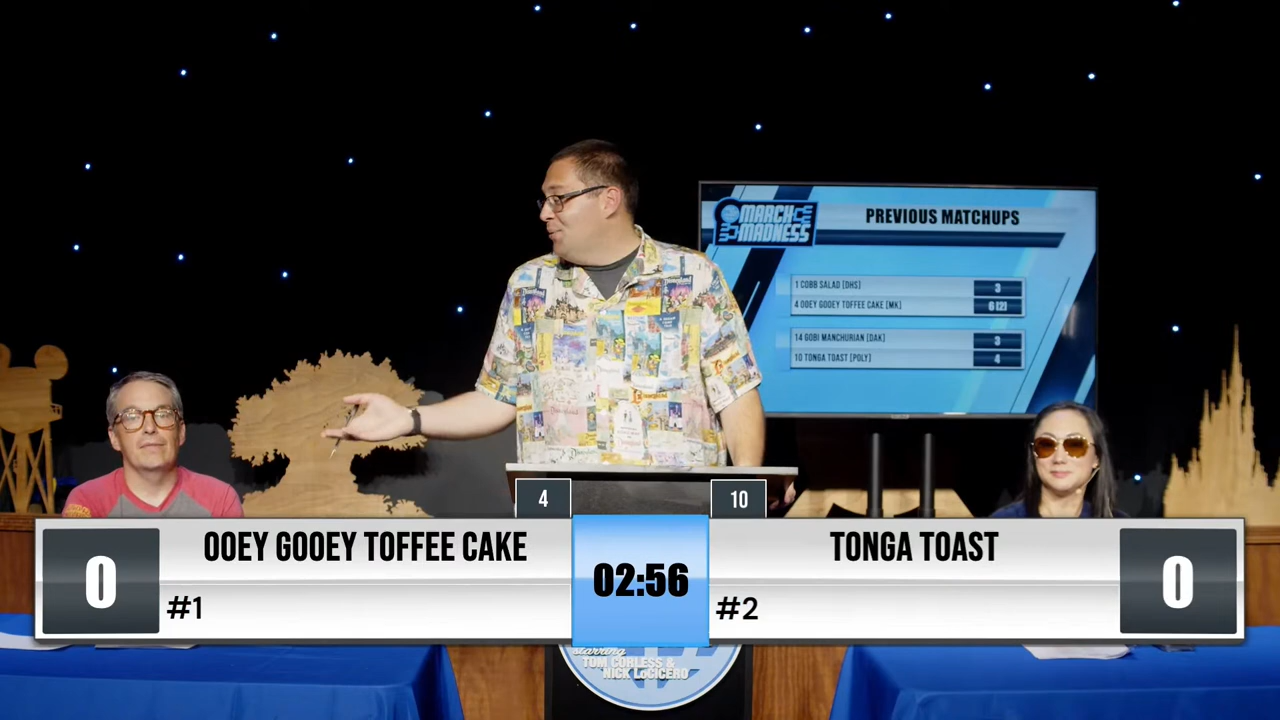 MARCH
MADNESS
PREVIOUS MATCHUPS
1 COBB SALAD [DHS]
3
4 OOEY GOOEY TOFFEE CAKE [MK]
6 [2]
14 GOBI MANCHURIAN [DAK]
3
10 TONGA TOAST [POLY]
4
4
10
0
OOEY GOOEY TOFFEE CAKE
#1
02:56
TONGA TOAST
#2
0
starring
TOM CORLESS &
NICK LoCICERO